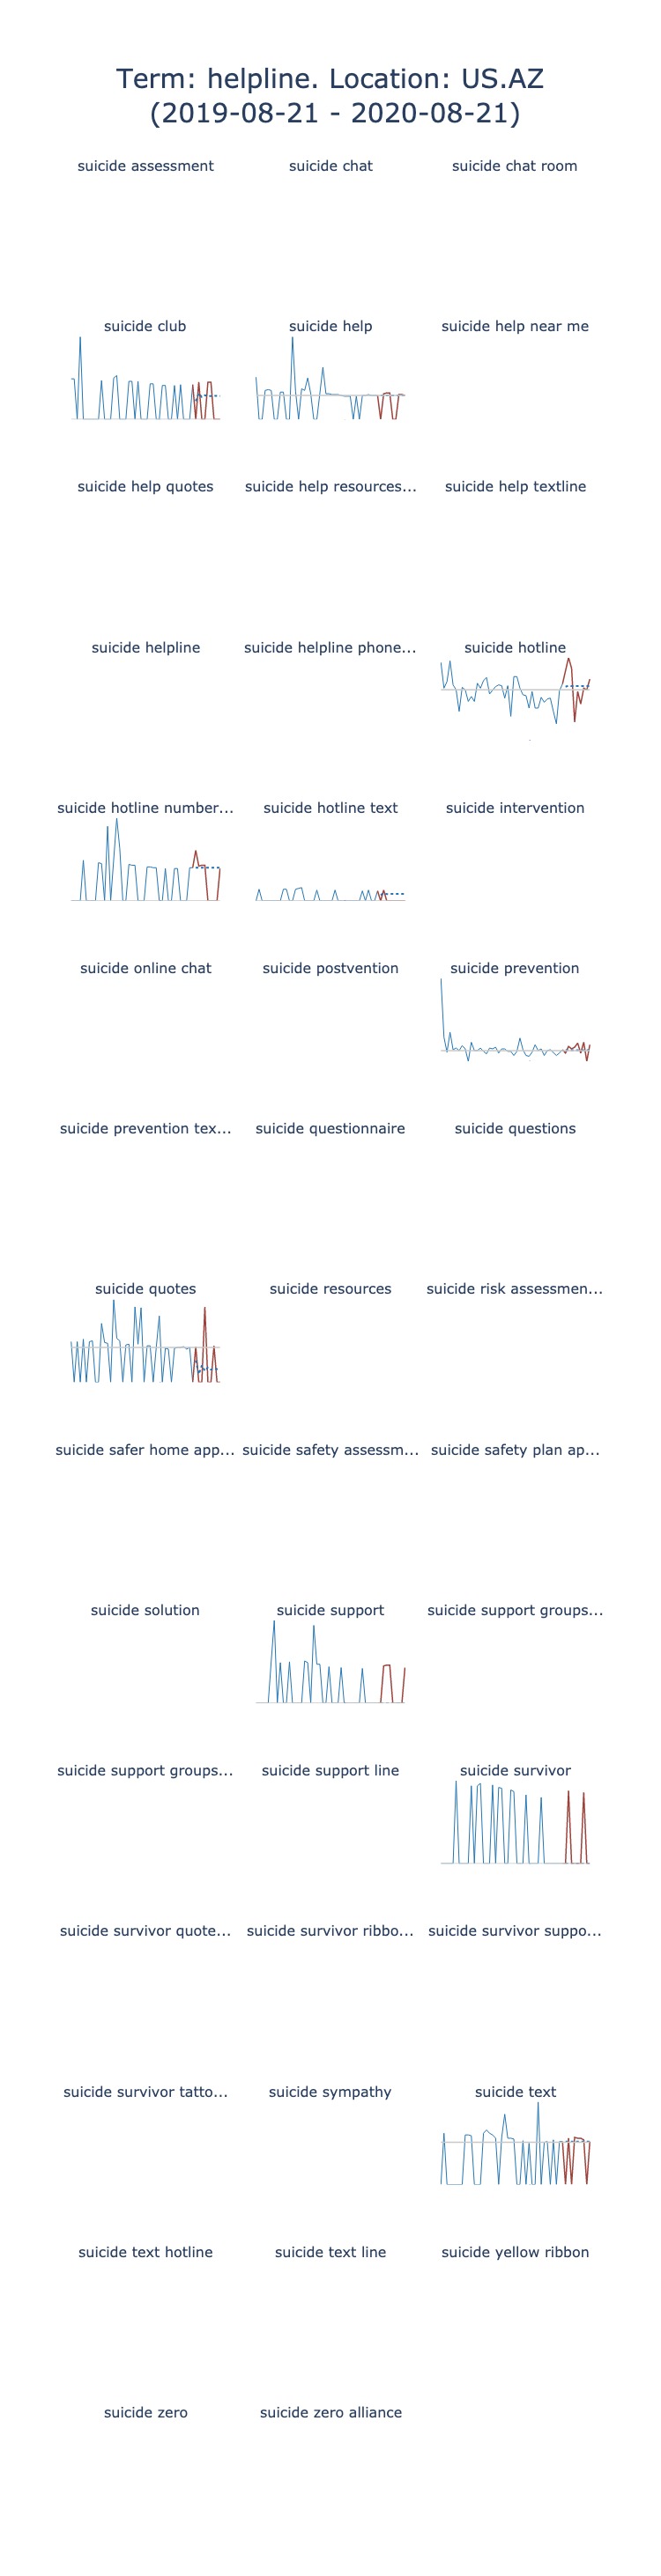 Term: helpline. Location: US.AZ
(2019-08-21 - 2020-08-21)
suicide assessment
suicide chat
suicide chat room
suicide club
suicide help
suicide help near me
suicide help quotes
suicide help resources...
suicide help textline
suicide helpline
suicide helpline phone...
suicide hotline
suicide hotline number...
suicide hotline text
suicide intervention
suicide online chat
suicide postvention
suicide prevention
suicide prevention tex...
suicide questionnaire
suicide questions
suicide quotes
suicide resources
suicide risk assessmen...
suicide safer home app...
suicide safety assessm...
suicide safety plan ap...
suicide solution
suicide support
suicide support groups...
suicide support groups...
suicide support line
suicide survivor
suicide survivor quote...
suicide survivor ribbo...
suicide survivor suppo...
suicide survivor tatto...
suicide sympathy
suicide text
suicide text hotline
suicide text line
suicide yellow ribbon
suicide zero
suicide zero alliance